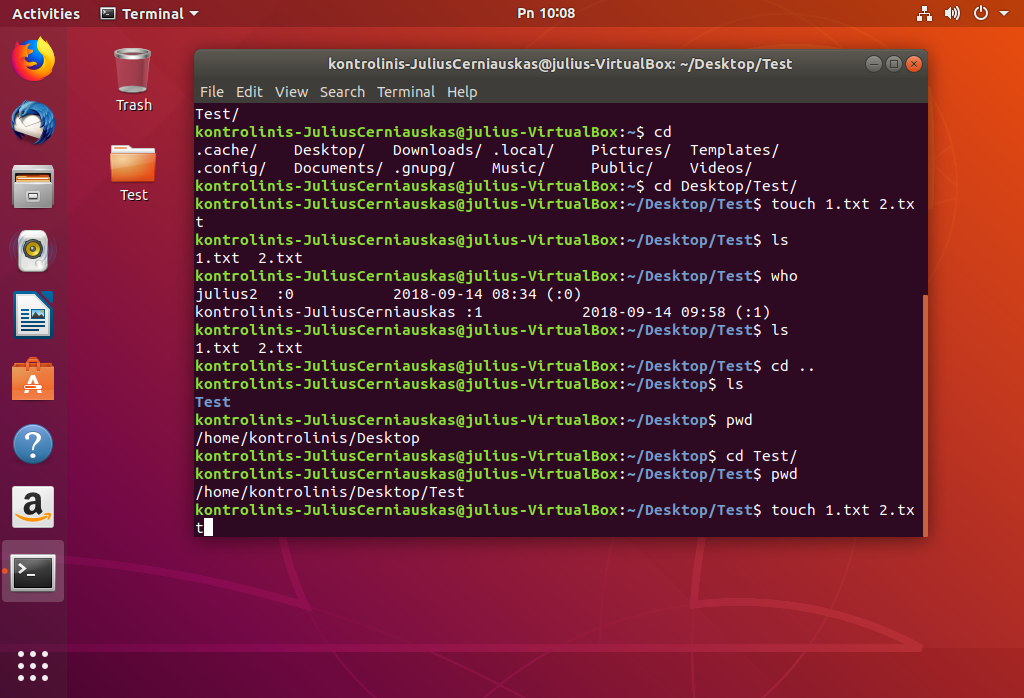 Activities Terminal Pn 10:08
Trash
Test
kontrolinis-JuliusCerniauskas@julius-VirtualBox: ~/Desktop/Test
File Edit View Search Terminal Help
Test/
kontrolinis-JuliusCerniauskas@julius-VirtualBox:~$ cd
.cache/    Desktop/   Downloads/ .local/    Pictures/  Templates/
.config/   Documents/ .gnupg/    Music/     Public/    Videos/
kontrolinis-JuliusCerniauskas@julius-VirtualBox:~$ cd Desktop/Test/
kontrolinis-JuliusCerniauskas@julius-VirtualBox:~/Desktop/Test$ touch 1.txt 2.tx
t
kontrolinis-JuliusCerniauskas@julius-VirtualBox:~/Desktop/Test$ ls
1.txt  2.txt
kontrolinis-JuliusCerniauskas@julius-VirtualBox:~/Desktop/Test$ who
julius2  :0           2018-09-14 08:34 (:0)
kontrolinis-JuliusCerniauskas :1           2018-09-14 09:58 (:1)
kontrolinis-JuliusCerniauskas@julius-VirtualBox:~/Desktop/Test$ ls
1.txt  2.txt
kontrolinis-JuliusCerniauskas@julius-VirtualBox:~/Desktop/Test$ cd ..
kontrolinis-JuliusCerniauskas@julius-VirtualBox:~/Desktop$ ls
Test
kontrolinis-JuliusCerniauskas@julius-VirtualBox:~/Desktop$ pwd
/home/kontrolinis/Desktop
kontrolinis-JuliusCerniauskas@julius-VirtualBox:~/Desktop$ cd Test/
kontrolinis-JuliusCerniauskas@julius-VirtualBox:~/Desktop/Test$ pwd
/home/kontrolinis/Desktop/Test
kontrolinis-JuliusCerniauskas@julius-VirtualBox:~/Desktop/Test$ touch 1.txt 2.tx
t